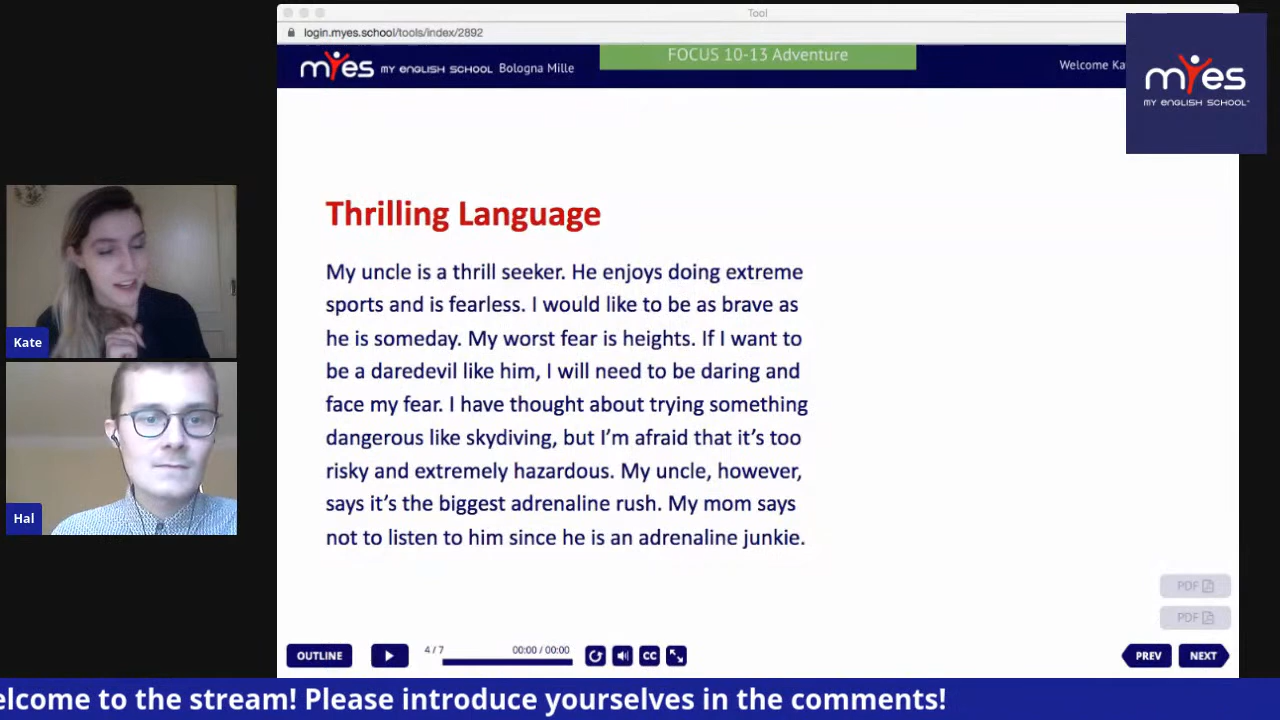 Tool
login.myes.school/tools/index/2892
myes MY ENGLISH SCHOOL Bologna Mille
FOCUS 10-13 Adventure
Welcome Ka
myes
MY ENGLISH SCHOOL
Thrilling Language
My uncle is a thrill seeker. He enjoys doing extreme
sports and is fearless. I would like to be as brave as
he is someday. My worst fear is heights. If I want to
be a daredevil like him, I will need to be daring and
face my fear. I have thought about trying something
dangerous like skydiving, but I'm afraid that it's too
risky and extremely hazardous. My uncle, however,
says it's the biggest adrenaline rush. My mom says
not to listen to him since he is an adrenaline junkie.
Kate
Hal
PDF
PDF
OUTLINE
4 / 7
00:00 / 00:00
CC
PREV
NEXT
elcome to the stream! Please introduce yourselves in the comments!